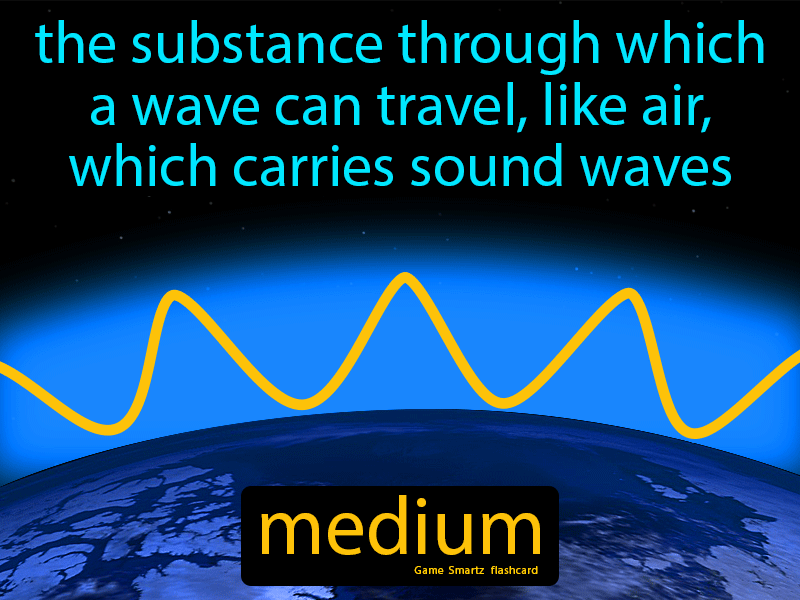 the substance through which
a wave can travel, like air,
which carries sound waves
medium
Game Smartz flashcard